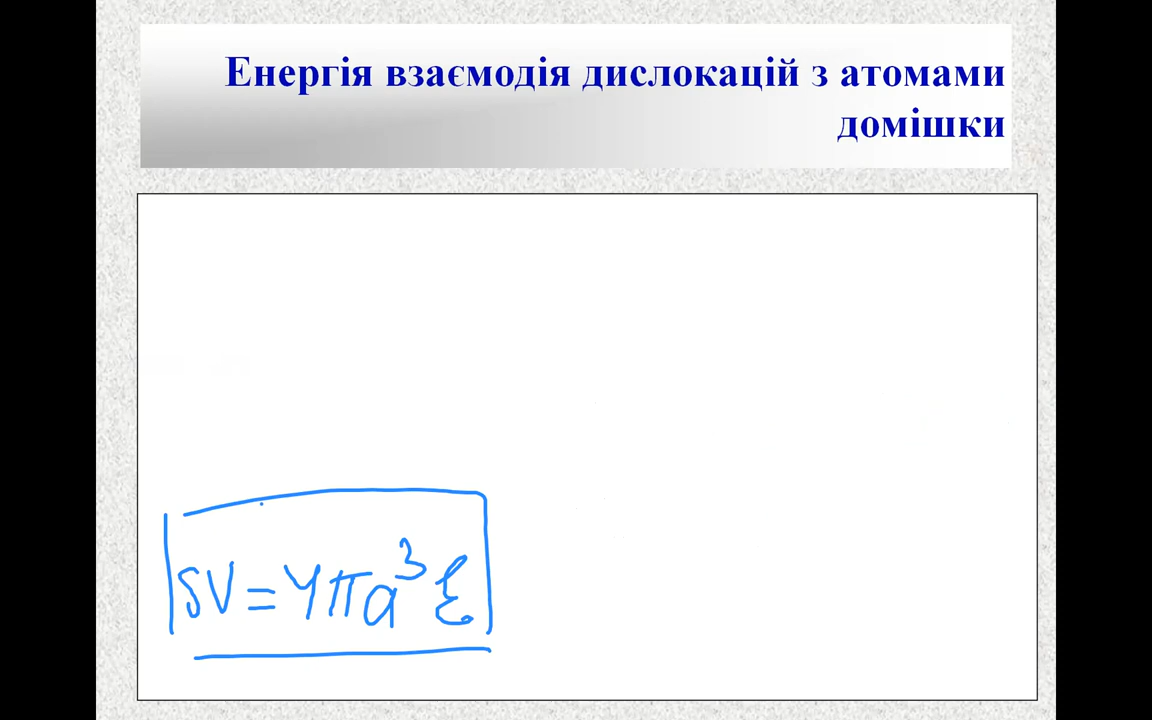 Енергія взаємодія дислокацій з атомами
домішки
δV = 4πa³ε